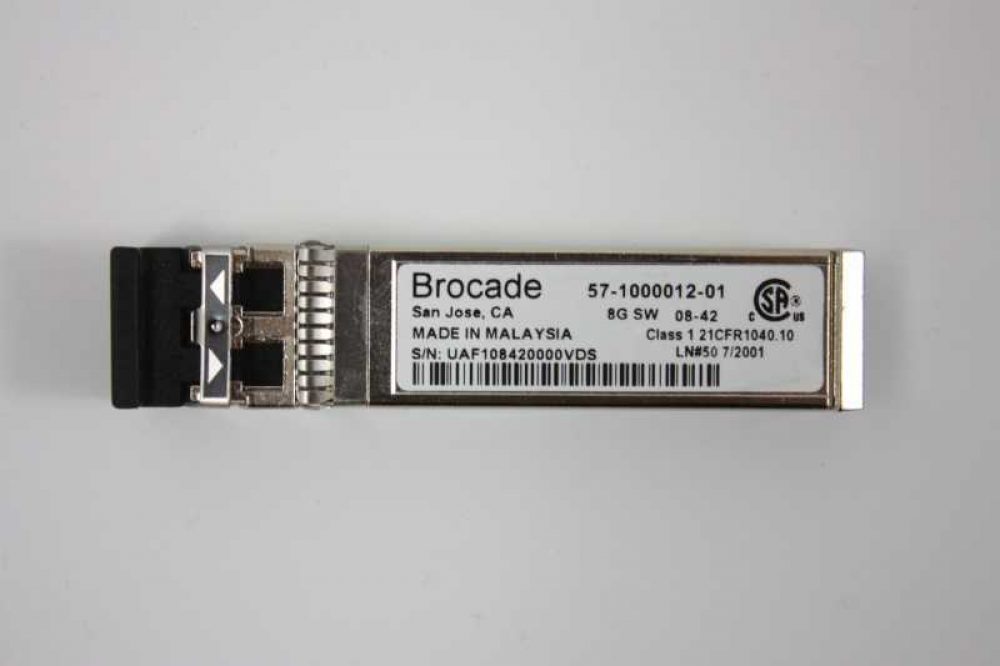 Brocade 57-1000012-01
San Jose, CA 8G SW 08-42
MADE IN MALAYSIA Class 1 21CFR1040.10
S/N: UAF108420000VDS LN#50 7/2001
C SA ® US